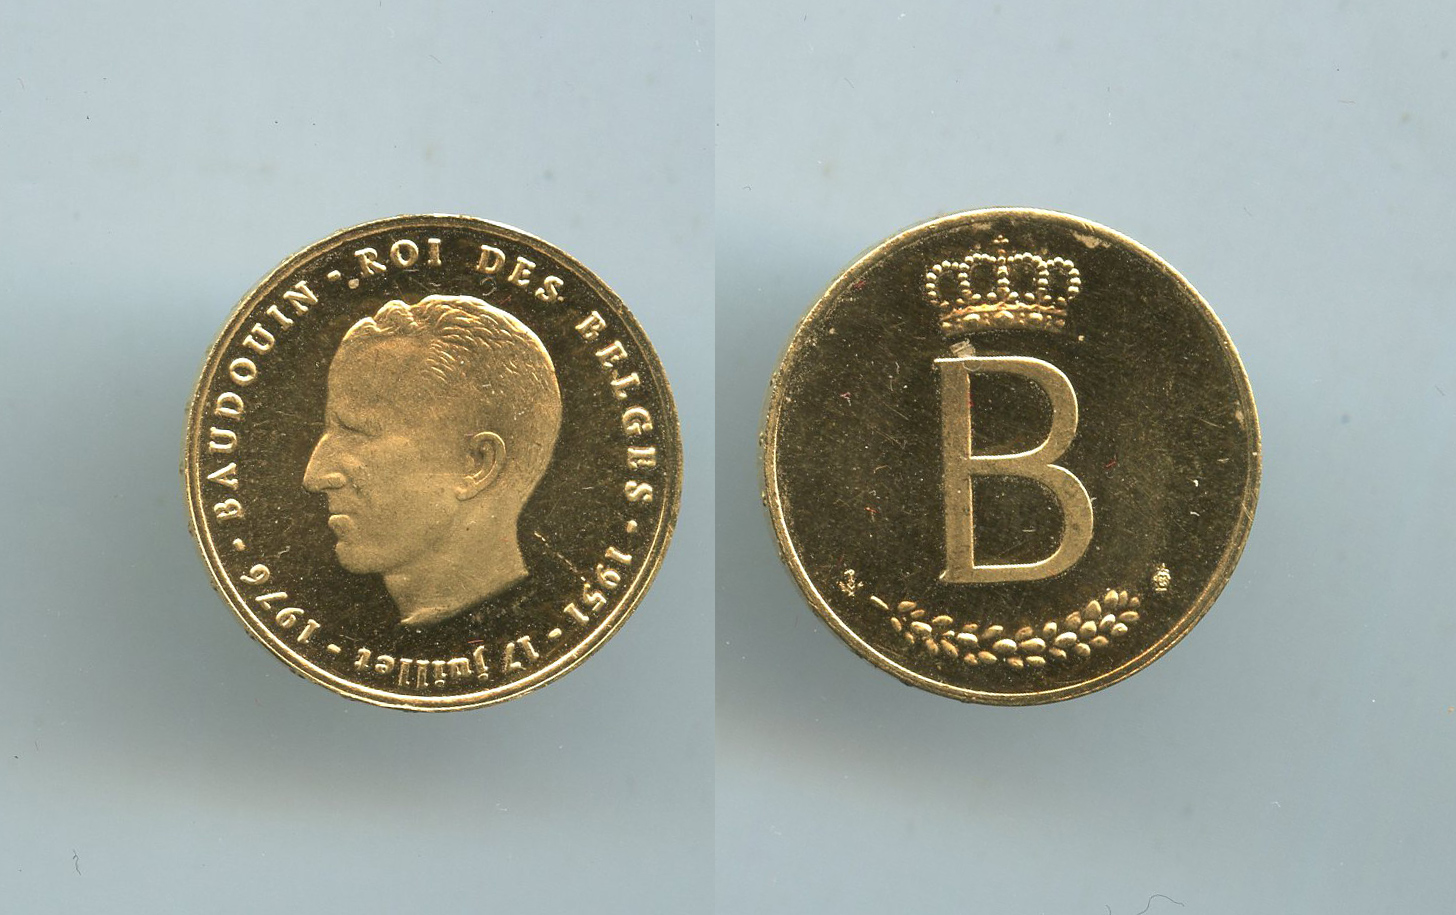 · BAUDOUIN - ROI DES BELGES · 1951 - 17 juillet - 1976
B